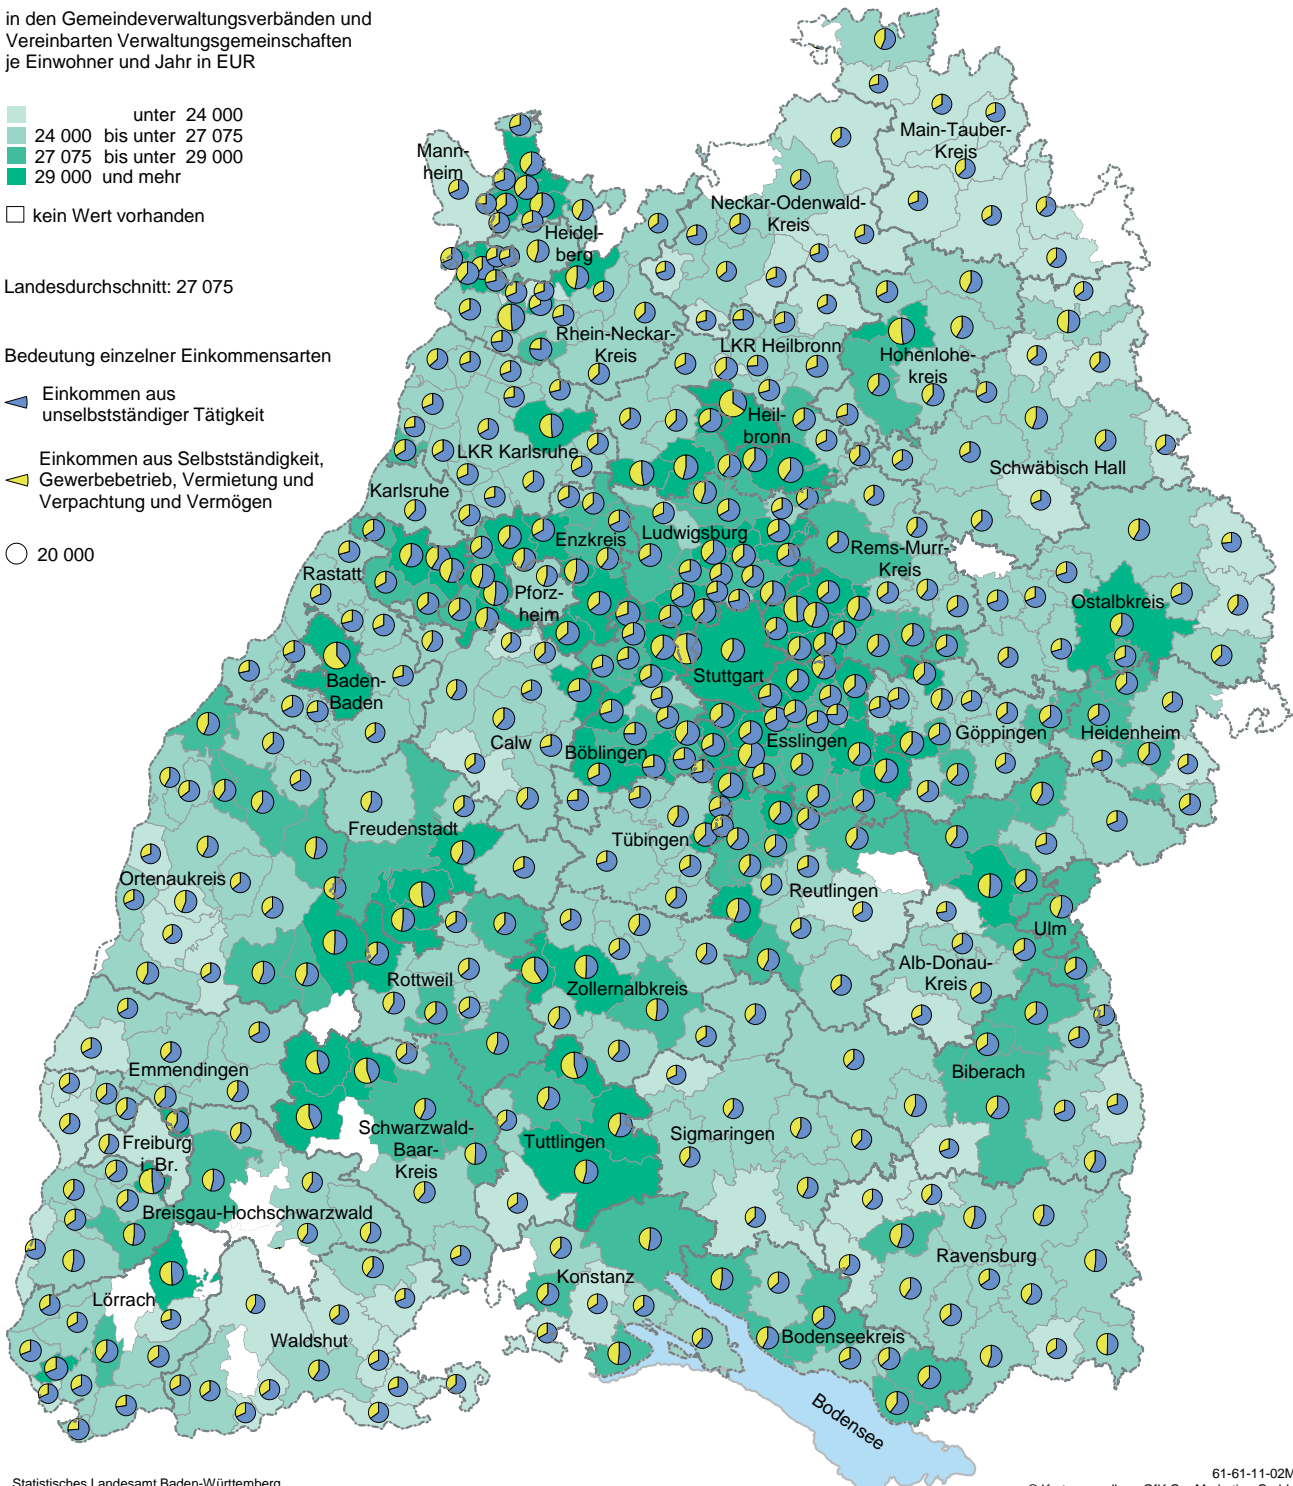 in den Gemeindeverwaltungsverbänden und
Vereinbarten Verwaltungsgemeinschaften
je Einwohner und Jahr in EUR
unter 24 000
24 000 bis unter 27 075
27 075 bis unter 29 000
29 000 und mehr
kein Wert vorhanden
Landesdurchschnitt: 27 075
Bedeutung einzelner Einkommensarten
Einkommen aus
unselbstständiger Tätigkeit
Einkommen aus Selbstständigkeit,
Gewerbebetrieb, Vermietung und
Verpachtung und Vermögen
20 000
Main-Tauber-
Kreis
Mann-
heim
Neckar-Odenwald-
Kreis
Heidel-
berg
Rhein-Neckar-
Kreis
LKR Heilbronn
Hohenlohe-
kreis
Heil-
bronn
LKR Karlsruhe
Schwäbisch Hall
Karlsruhe
Enzkreis
Ludwigsburg
Rems-Murr-
Kreis
Rastatt
Pforz-
heim
Ostalbkreis
Stuttgart
Baden-
Baden
Calw
Böblingen
Esslingen
Göppingen
Heidenheim
Freudenstadt
Tübingen
Ortenaukreis
Reutlingen
Ulm
Rottweil
Zollernalbkreis
Alb-Donau-
Kreis
Emmendingen
Biberach
Freiburg
i. Br.
Schwarzwald-
Baar-
Kreis
Tuttlingen
Sigmaringen
Breisgau-Hochschwarzwald
Ravensburg
Konstanz
Lörrach
Waldshut
Bodenseekreis
Bodensee
Statistisches Landesamt Baden-Württemberg
61-61-11-02M